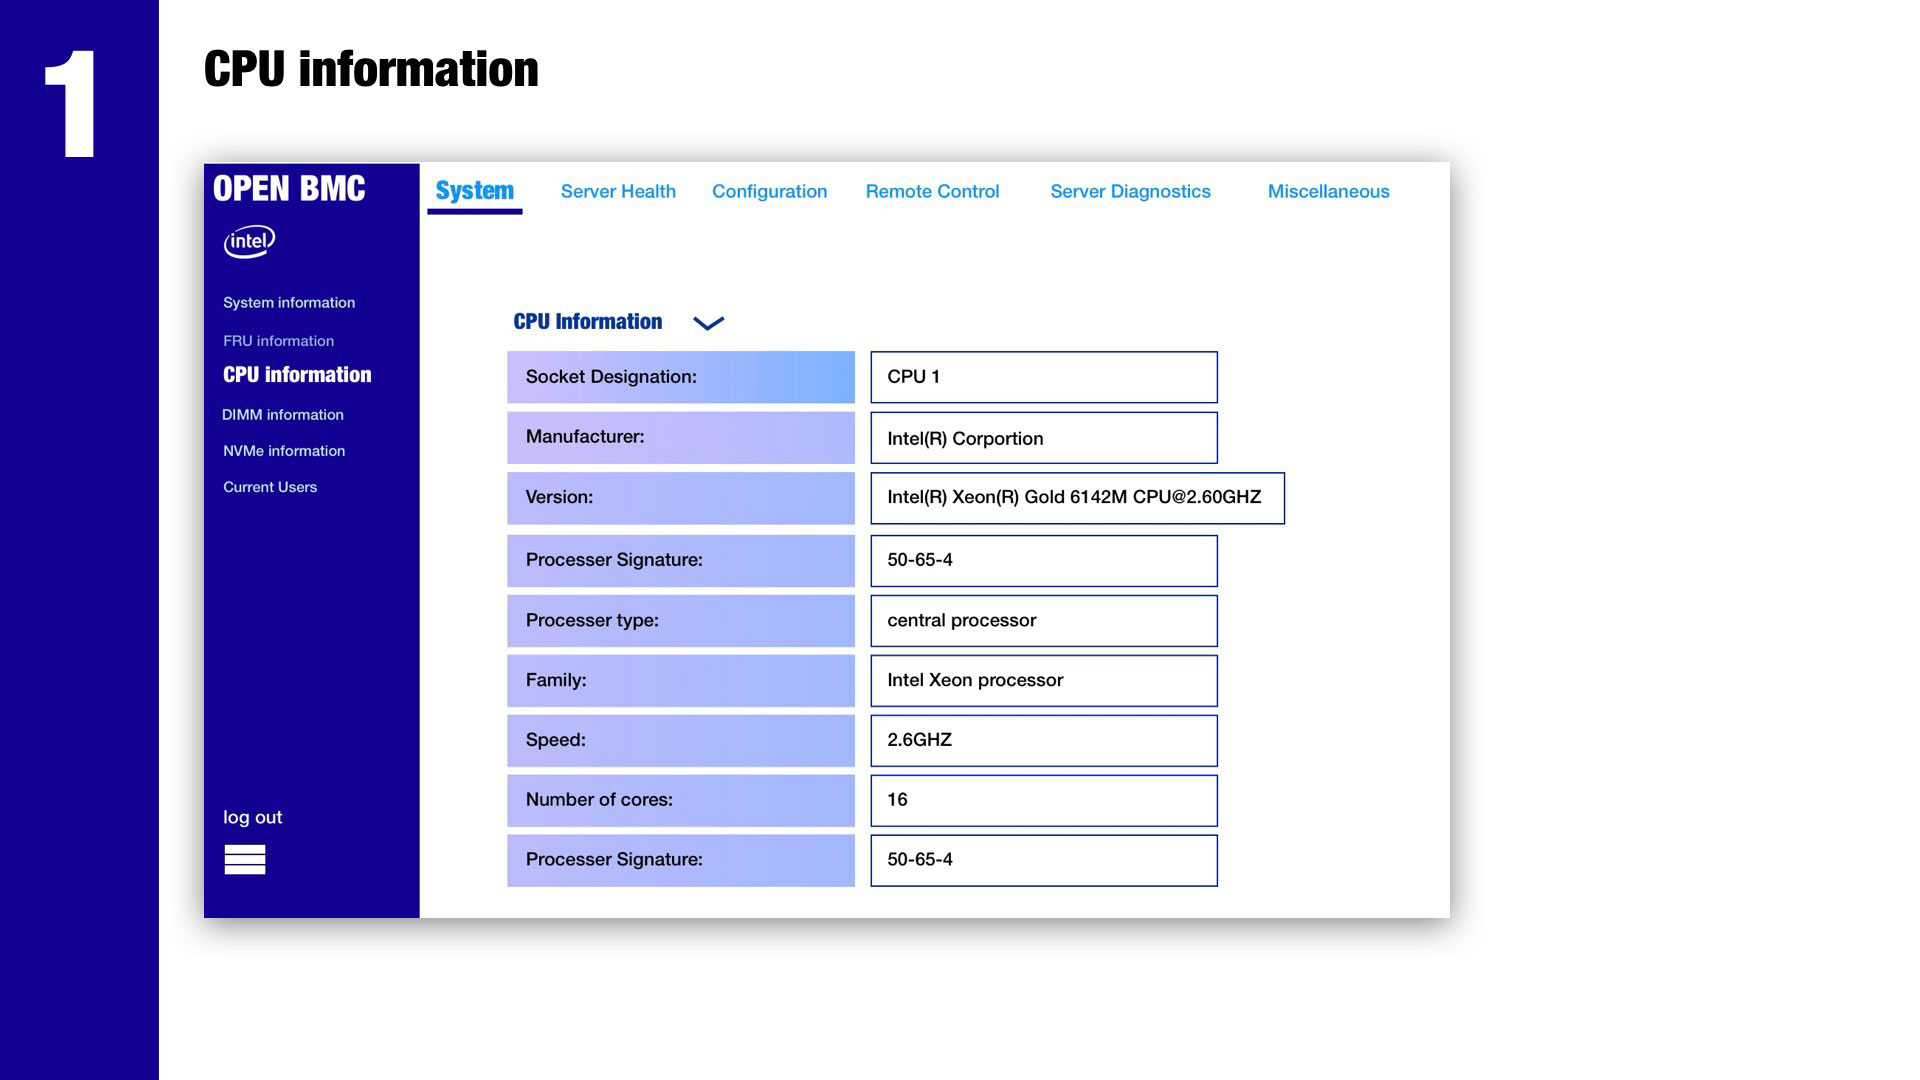 1
CPU information
OPEN BMC
System Server Health Configuration Remote Control Server Diagnostics Miscellaneous
intel
System information
FRU information
CPU information
DIMM information
NVMe information
Current Users
log out
CPU Information
Socket Designation: CPU 1
Manufacturer: Intel(R) Corportion
Version: Intel(R) Xeon(R) Gold 6142M CPU@2.60GHZ
Processer Signature: 50-65-4
Processer type: central processor
Family: Intel Xeon processor
Speed: 2.6GHZ
Number of cores: 16
Processer Signature: 50-65-4